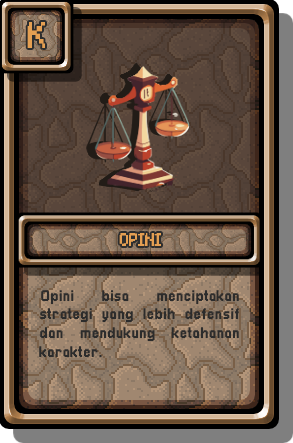 K
OPINI
Opini bisa menciptakan
strategi yang lebih defensif
dan mendukung ketahanan
karakter.